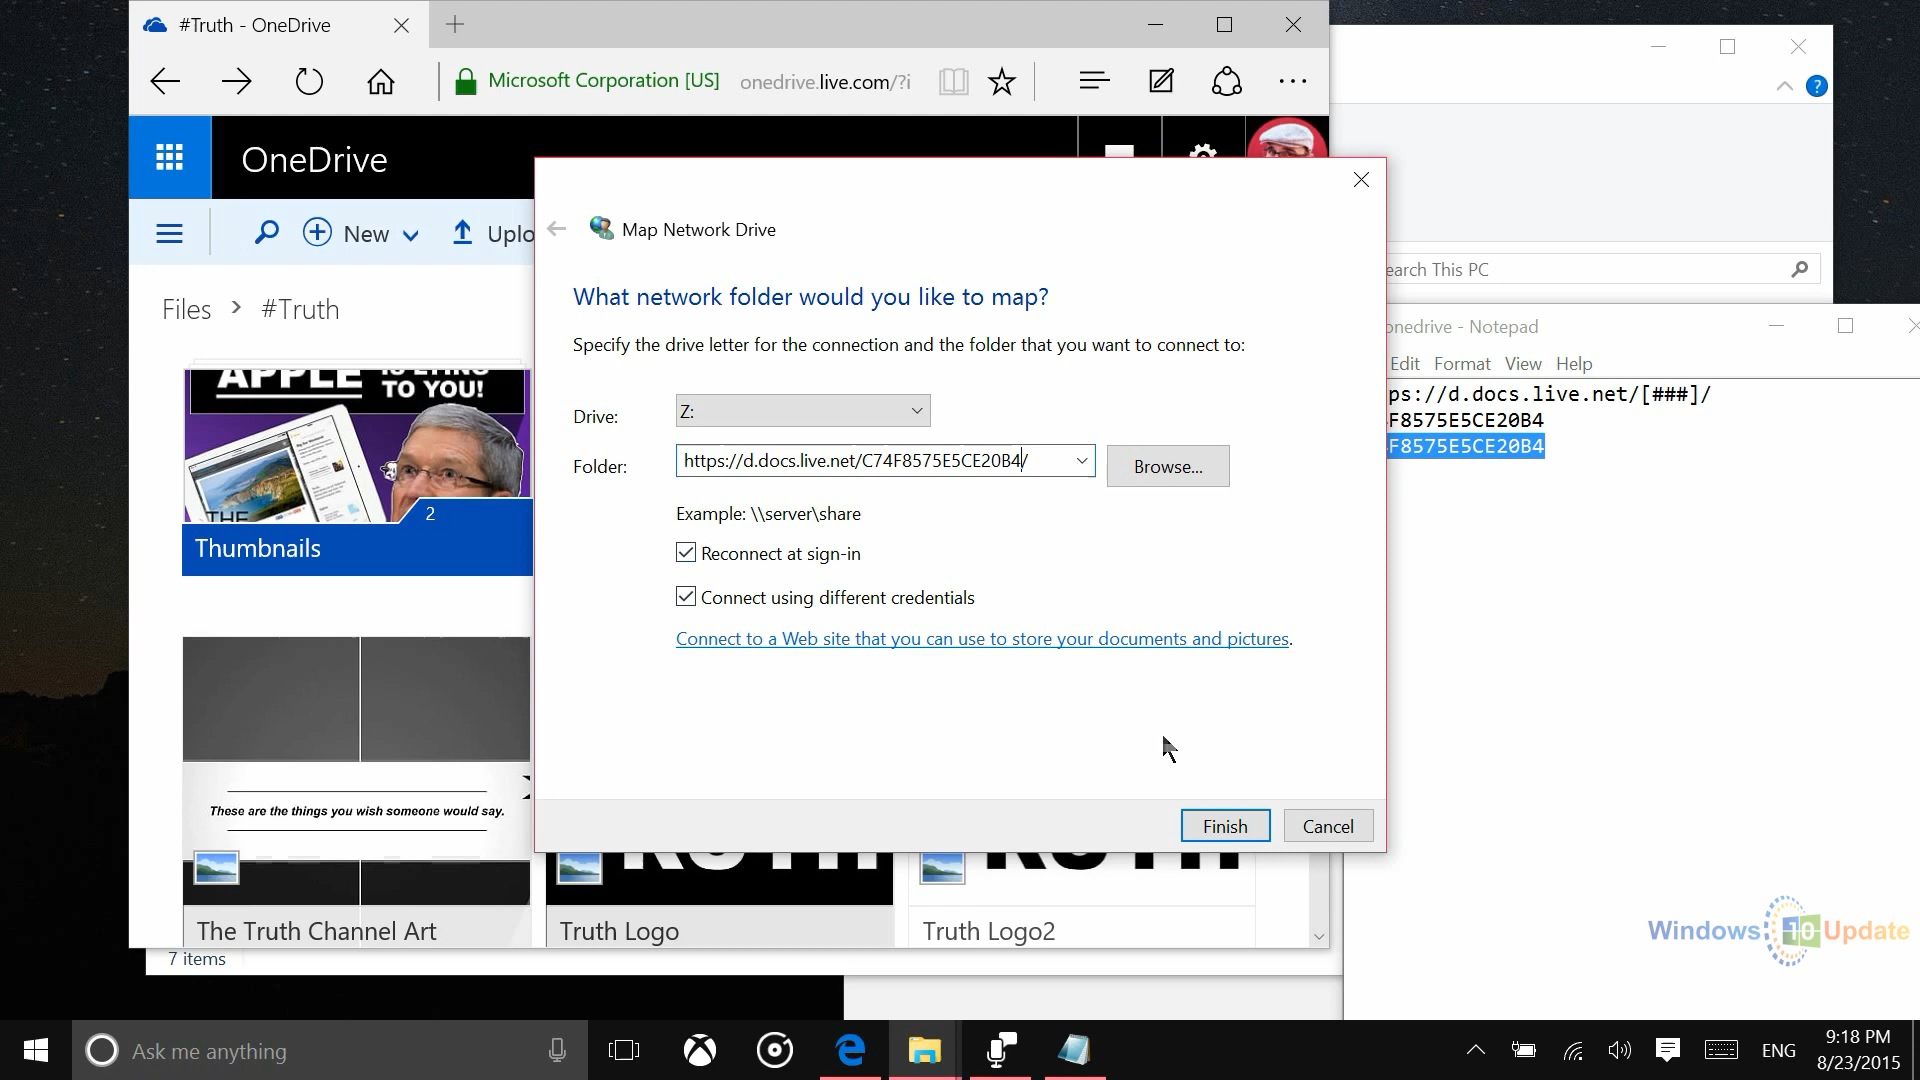 #Truth - OneDrive
Microsoft Corporation [US]
onedrive.live.com/?i
OneDrive
New
Uplo
Files > #Truth
APPLE
TO YOU!
THE
2
Thumbnails
These are the things you wish someone would say.
The Truth Channel Art
Truth Logo
Truth Logo2
7 items
Map Network Drive
What network folder would you like to map?
Specify the drive letter for the connection and the folder that you want to connect to:
Drive:
Z:
Folder:
https://d.docs.live.net/C74F8575E5CE20B4/
Browse...
Example: \\server\share
Reconnect at sign-in
Connect using different credentials
Connect to a Web site that you can use to store your documents and pictures.
Finish
Cancel
?
earch This PC
onedrive - Notepad
Edit Format View Help
ps://d.docs.live.net/[###]/
F8575E5CE20B4
F8575E5CE20B4
Windows 10 Update
Ask me anything
ENG
9:18 PM
8/23/2015